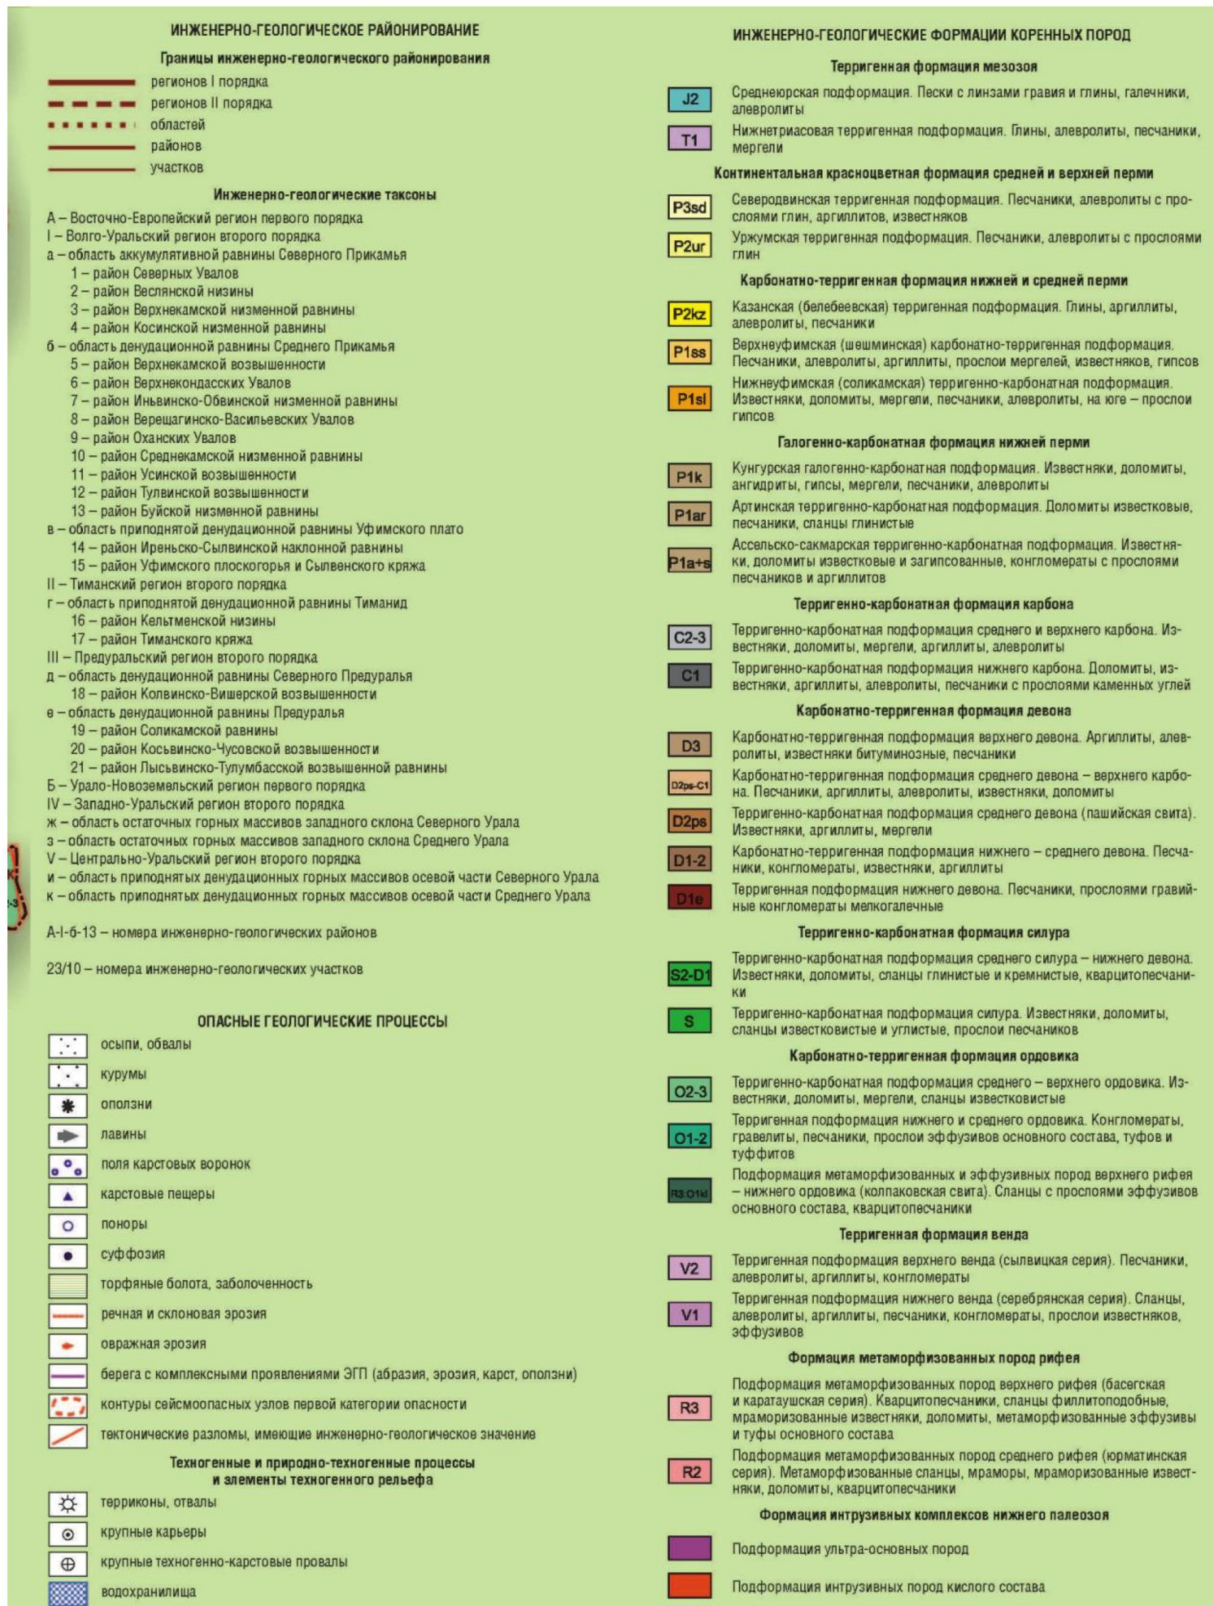 ИНЖЕНЕРНО-ГЕОЛОГИЧЕСКОЕ РАЙОНИРОВАНИЕ
Границы инженерно-геологического районирования
регионов I порядка
регионов II порядка
областей
районов
участков
Инженерно-геологические таксоны
А – Восточно-Европейский регион первого порядка
I – Волго-Уральский регион второго порядка
а – область аккумулятивной равнины Северного Прикамья
1 – район Северных Увалов
2 – район Веслянской низины
3 – район Верхнекамской низменной равнины
4 – район Косинской низменной равнины
б – область денудационной равнины Среднего Прикамья
5 – район Верхнекамской возвышенности
6 – район Верхнекондасских Увалов
7 – район Иньвинско-Обвинской низменной равнины
8 – район Верещагинско-Васильевских Увалов
9 – район Оханских Увалов
10 – район Среднекамской низменной равнины
11 – район Усинской возвышенности
12 – район Тулвинской возвышенности
13 – район Буйской низменной равнины
в – область приподнятой денудационной равнины Уфимского плато
14 – район Иреньско-Сылвинской наклонной равнины
15 – район Уфимского плоскогорья и Сылвенского кряжа
II – Тиманский регион второго порядка
г – область приподнятой денудационной равнины Тиманид
16 – район Кельтменской низины
17 – район Тиманского кряжа
III – Предуральский регион второго порядка
д – область денудационной равнины Северного Предуралья
18 – район Колвинско-Вишерской возвышенности
е – область денудационной равнины Предуралья
19 – район Соликамской равнины
20 – район Косьвинско-Чусовской возвышенности
21 – район Лысьвинско-Тулумбасской возвышенной равнины
Б – Урало-Новоземельский регион первого порядка
IV – Западно-Уральский регион второго порядка
ж – область остаточных горных массивов западного склона Северного Урала
з – область остаточных горных массивов западного склона Среднего Урала
V – Центрально-Уральский регион второго порядка
и – область приподнятых денудационных горных массивов осевой части Северного Урала
к – область приподнятых денудационных горных массивов осевой части Среднего Урала
А-I-б-13 – номера инженерно-геологических районов
23/10 – номера инженерно-геологических участков
ОПАСНЫЕ ГЕОЛОГИЧЕСКИЕ ПРОЦЕССЫ
осыпи, обвалы
курумы
оползни
лавины
поля карстовых воронок
карстовые пещеры
поноры
суффозия
торфяные болота, заболоченность
речная и склоновая эрозия
овражная эрозия
берега с комплексными проявлениями ЭГП (абразия, эрозия, карст, оползни)
контуры сейсмоопасных узлов первой категории опасности
тектонические разломы, имеющие инженерно-геологическое значение
Техногенные и природно-техногенные процессы
и элементы техногенного рельефа
терриконы, отвалы
крупные карьеры
крупные техногенно-карстовые провалы
водохранилища
ИНЖЕНЕРНО-ГЕОЛОГИЧЕСКИЕ ФОРМАЦИИ КОРЕННЫХ ПОРОД
Терригенная формация мезозоя
J2 Среднеюрская подформация. Пески с линзами гравия и глины, галечники,
алевролиты
T1 Нижнетриасовая терригенная подформация. Глины, алевролиты, песчаники,
мергели
Континентальная красноцветная формация средней и верхней перми
P3sd Северодвинская терригенная подформация. Песчаники, алевролиты с про-
слоями глин, аргиллитов, известняков
P2ur Уржумская терригенная подформация. Песчаники, алевролиты с прослоями
глин
Карбонатно-терригенная формация нижней и средней перми
P2kz Казанская (белебеевская) терригенная подформация. Глины, аргиллиты,
алевролиты, песчаники
P1ss Верхнеуфимская (шешминская) карбонатно-терригенная подформация.
Песчаники, алевролиты, аргиллиты, прослои мергелей, известняков, гипсов
P1sl Нижнеуфимская (соликамская) терригенно-карбонатная подформация.
Известняки, доломиты, мергели, песчаники, алевролиты, на юге – прослои
гипсов
Галогенно-карбонатная формация нижней перми
P1k Кунгурская галогенно-карбонатная подформация. Известняки, доломиты,
ангидриты, гипсы, мергели, песчаники, алевролиты
P1ar Артинская терригенно-карбонатная подформация. Доломиты известковые,
песчаники, сланцы глинистые
P1a+s Ассельско-сакмарская терригенно-карбонатная подформация. Известня-
ки, доломиты известковые и загипсованные, конгломераты с прослоями
песчаников и аргиллитов
Терригенно-карбонатная формация карбона
C2-3 Терригенно-карбонатная подформация среднего и верхнего карбона. Из-
вестняки, доломиты, мергели, аргиллиты, алевролиты
C1 Терригенно-карбонатная подформация нижнего карбона. Доломиты, из-
вестняки, аргиллиты, алевролиты, песчаники с прослоями каменных углей
Карбонатно-терригенная формация девона
D3 Карбонатно-терригенная подформация верхнего девона. Аргиллиты, алев-
ролиты, известняки битуминозные, песчаники
D2ps-C1 Карбонатно-терригенная подформация среднего девона – верхнего карбо-
на. Песчаники, аргиллиты, алевролиты, известняки, доломиты
D2ps Терригенно-карбонатная подформация среднего девона (пашийская свита).
Известняки, аргиллиты, мергели
D1-2 Карбонатно-терригенная подформация нижнего – среднего девона. Песча-
ники, конгломераты, известняки, аргиллиты
D1e Терригенная подформация нижнего девона. Песчаники, прослоями гравий-
ные конгломераты мелкогалечные
Терригенно-карбонатная формация силура
S2-D1 Терригенно-карбонатная подформация среднего силура – нижнего девона.
Известняки, доломиты, сланцы глинистые и кремнистые, кварцитопесчани-
ки
S Терригенно-карбонатная подформация силура. Известняки, доломиты,
сланцы известковистые и углистые, прослои песчаников
Карбонатно-терригенная формация ордовика
O2-3 Терригенно-карбонатная подформация среднего – верхнего ордовика. Из-
вестняки, доломиты, мергели, сланцы известковистые
O1-2 Терригенная подформация нижнего и среднего ордовика. Конгломераты,
гравелиты, песчаники, прослои эффузивов основного состава, туфов и
туффитов
Подформация метаморфизованных и эффузивных пород верхнего рифея
– нижнего ордовика (колпаковская свита). Сланцы с прослоями эффузивов
основного состава, кварцитопесчаники
Терригенная формация венда
V2 Терригенная подформация верхнего венда (сылвицкая серия). Песчаники,
алевролиты, аргиллиты, конгломераты
V1 Терригенная подформация нижнего венда (серебрянская серия). Сланцы,
алевролиты, аргиллиты, песчаники, конгломераты, прослои известняков,
эффузивов
Формация метаморфизованных пород рифея
R3 Подформация метаморфизованных пород верхнего рифея (басегская
и каратаушская серия). Кварцитопесчаники, сланцы филлитоподобные,
мраморизованные известняки, доломиты, метаморфизованные эффузивы
и туфы основного состава
R2 Подформация метаморфизованных пород среднего рифея (юрматинская
серия). Метаморфизованные сланцы, мраморы, мраморизованные извест-
няки, доломиты, кварцитопесчаники
Формация интрузивных комплексов нижнего палеозоя
Подформация ультра-основных пород
Подформация интрузивных пород кислого состава